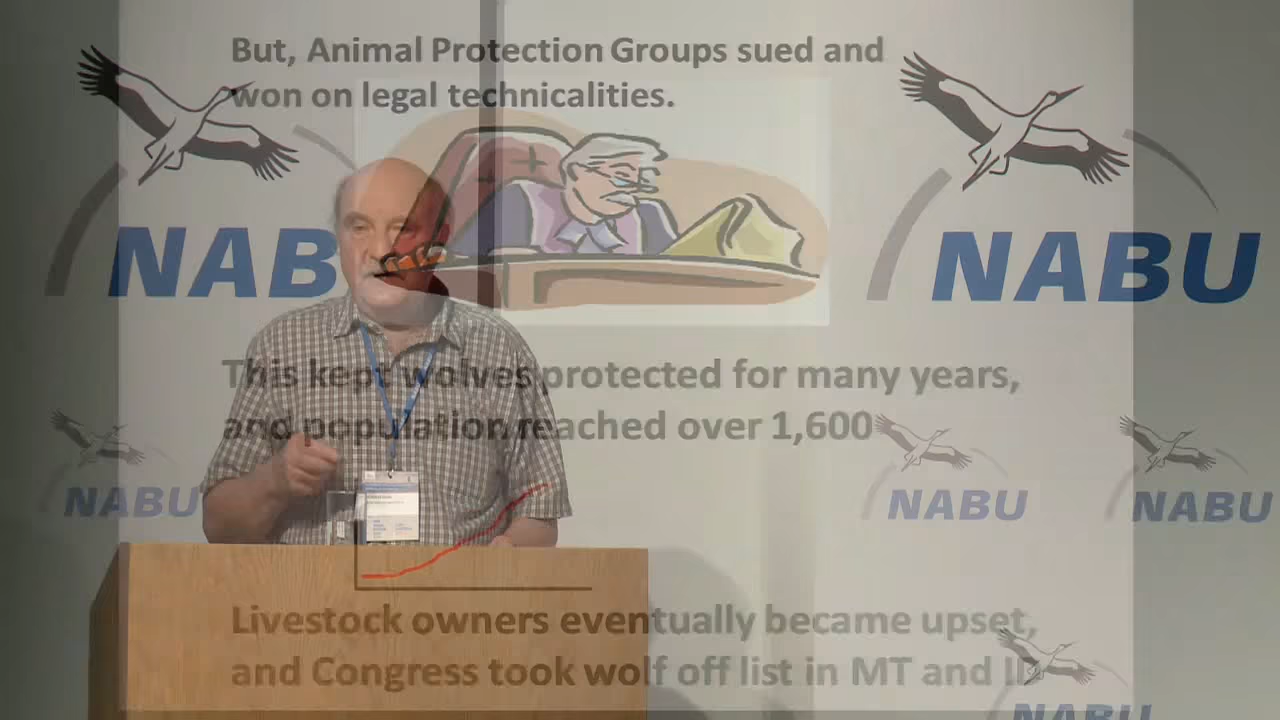 But, Animal Protection Groups sued and
won on legal technicalities.
NABU
NABU
This kept wolves protected for many years,
and population reached over 1,600
NABU
NABU
NABU
Livestock owners eventually became upset,
and Congress took wolf off list in MT and ID
NABU